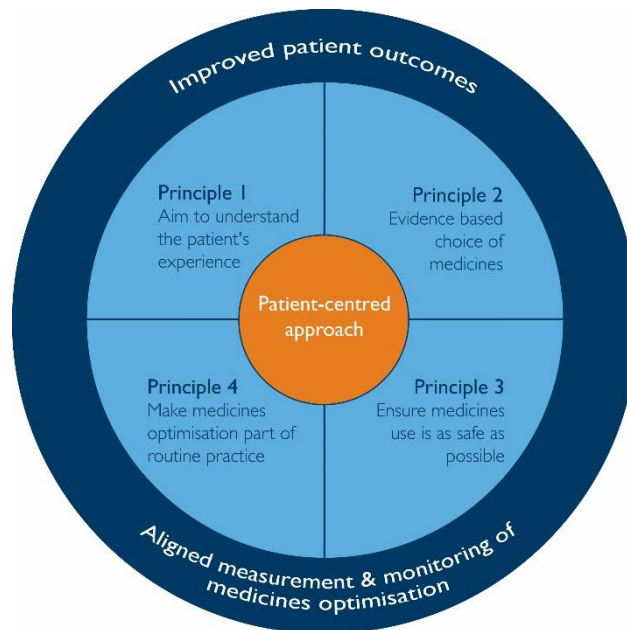 Improved patient outcomes
Principle 1
Aim to understand
the patient's
experience
Principle 2
Evidence based
choice of
medicines
Patient-centred
approach
Principle 4
Make medicines
optimisation part of
routine practice
Principle 3
Ensure medicines
use is as safe as
possible
Aligned measurement & monitoring of
medicines optimisation